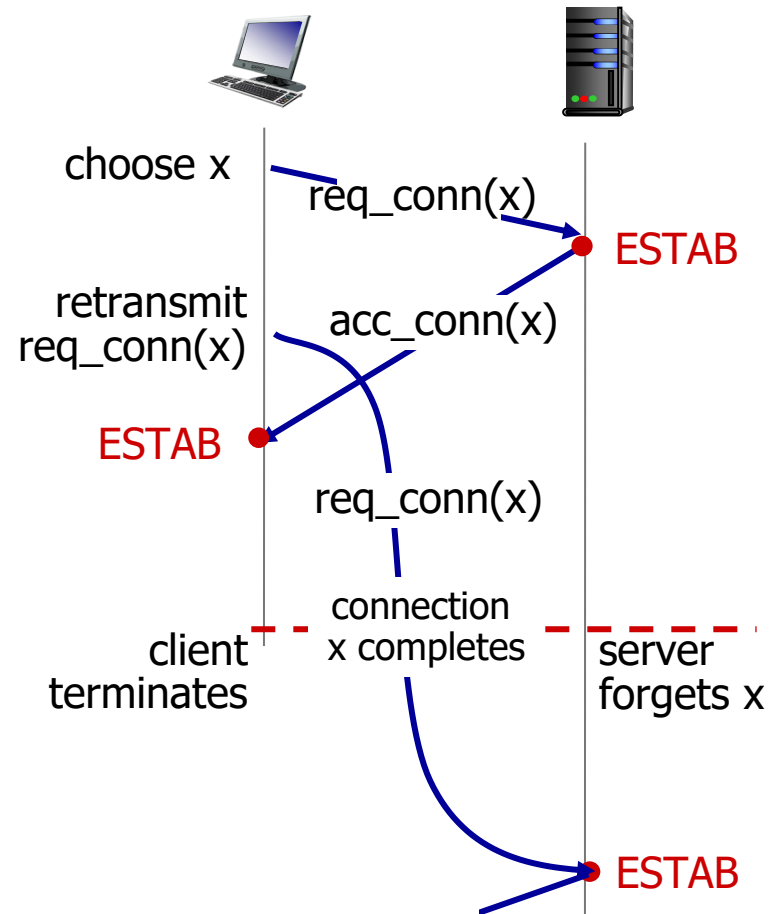 choose x
req_conn(x)
ESTAB
retransmit
req_conn(x)
acc_conn(x)
ESTAB
req_conn(x)
connection
x completes
client
terminates
server
forgets x
ESTAB